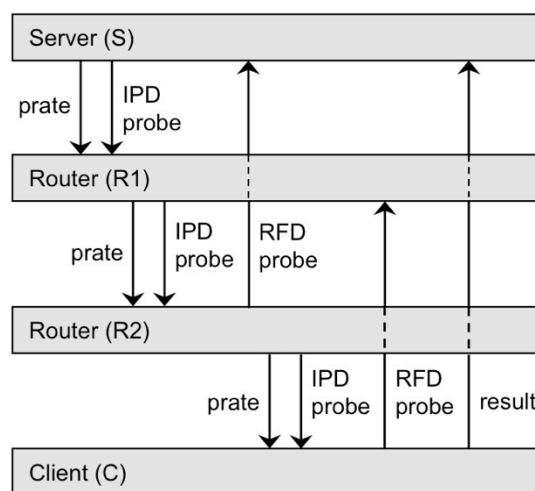 Server (S)
prate
IPD
probe
Router (R1)
prate
IPD
probe
RFD
probe
Router (R2)
prate
IPD
probe
RFD
probe
result
Client (C)